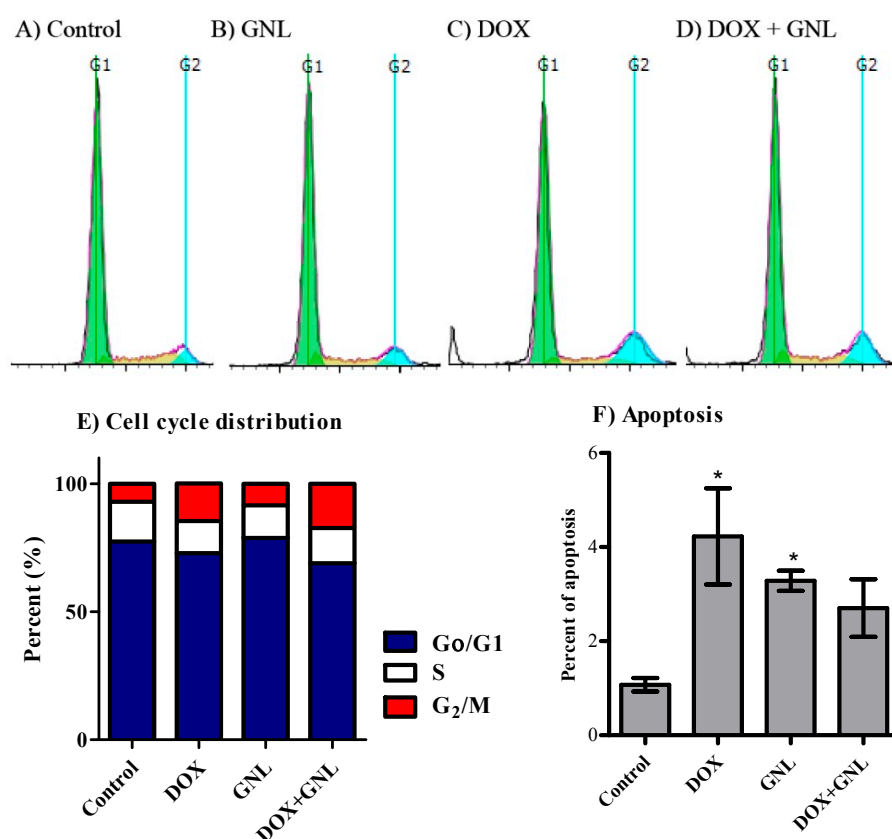 A) Control
B) GNL
C) DOX
D) DOX + GNL
G1
G2
G1
G2
G1
G2
G1
G2
E) Cell cycle distribution
Percent (%)
100
50
0
Control
DOX
GNL
DOX+GNL
Go/G1
S
G₂/M
F) Apoptosis
Percent of apoptosis
6
4
2
0
*
*
Control
DOX
GNL
DOX+GNL